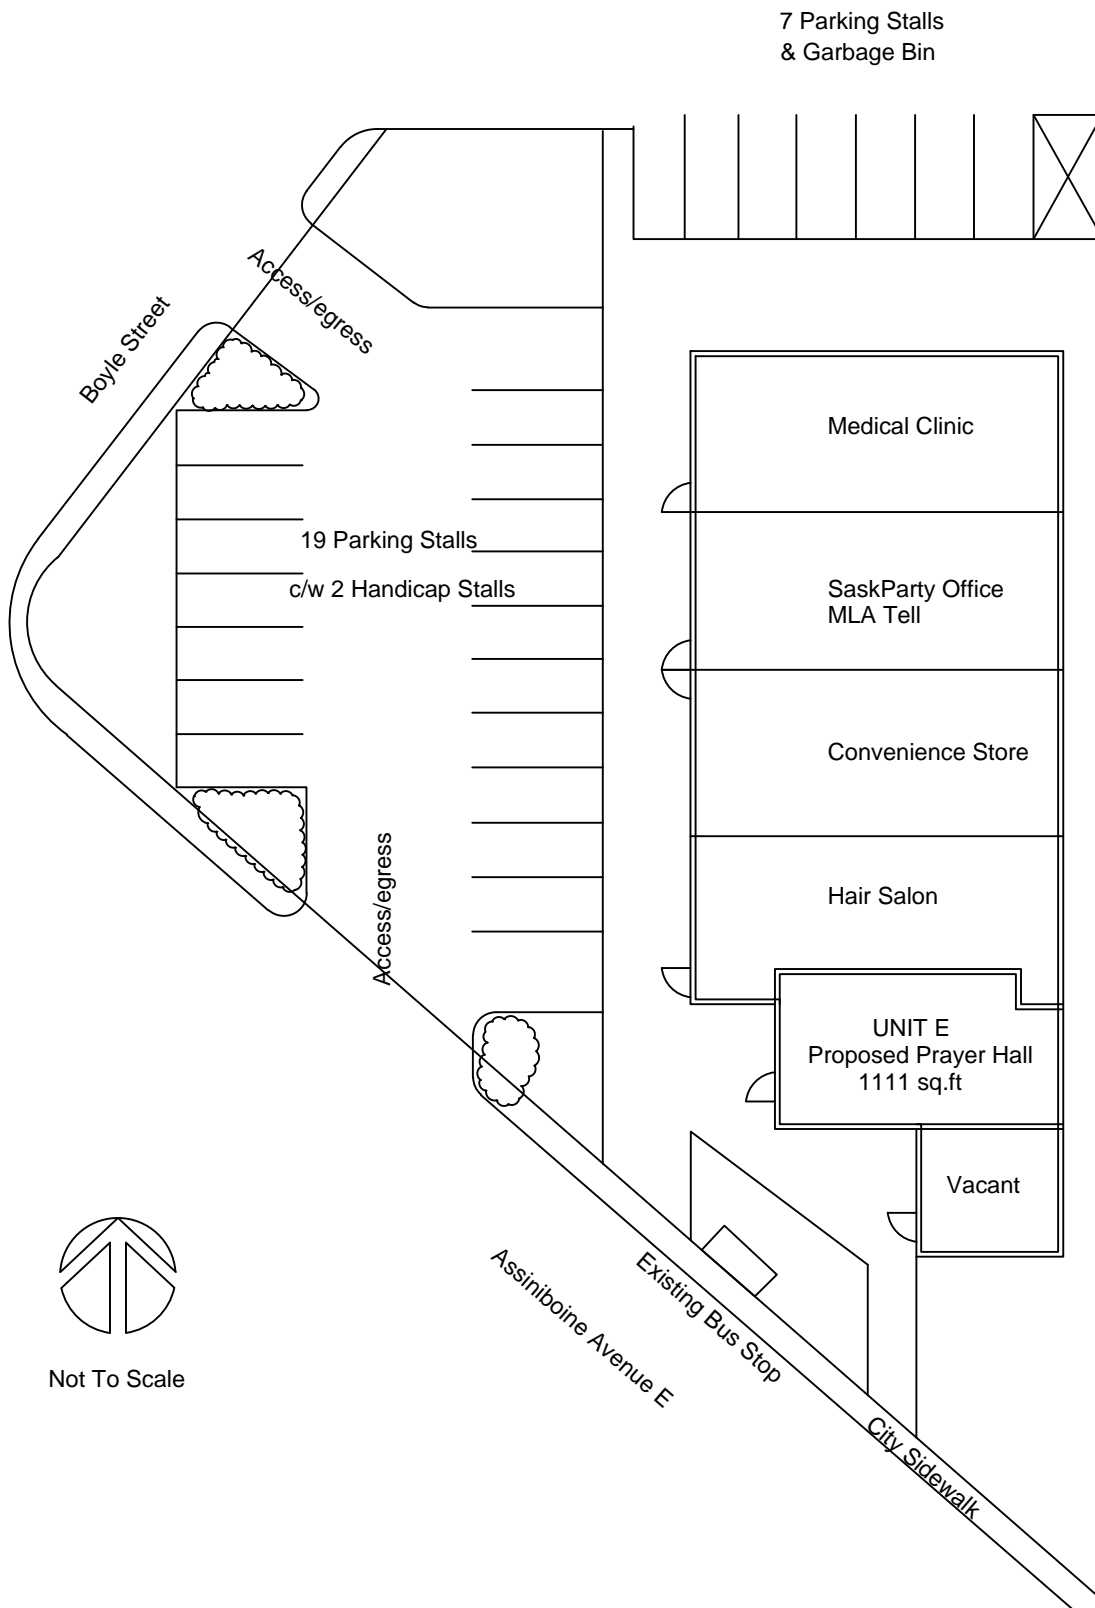 7 Parking Stalls
& Garbage Bin
Access/egress
Boyle Street
Medical Clinic
19 Parking Stalls
c/w 2 Handicap Stalls
SaskParty Office
MLA Tell
Convenience Store
Access/egress
Hair Salon
UNIT E
Proposed Prayer Hall
1111 sq.ft
Vacant
Assiniboine Avenue E
Existing Bus Stop
Not To Scale
City Sidewalk